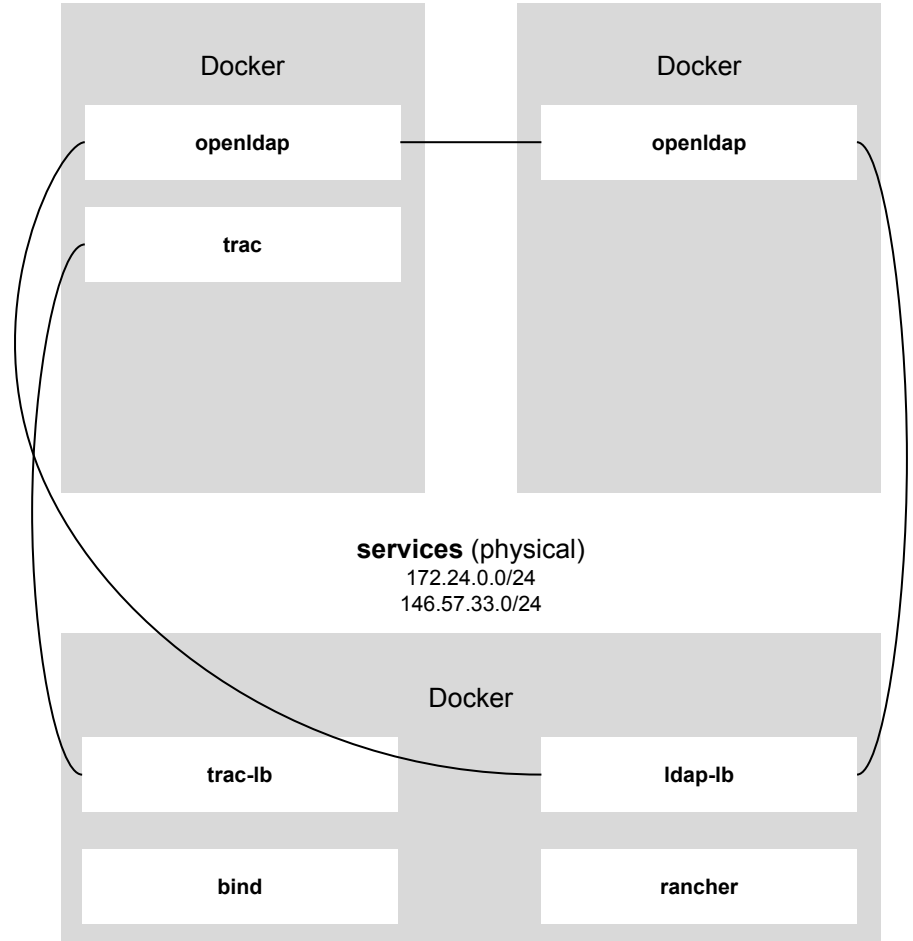 Docker
Docker
openldap
openldap
trac
services (physical)
172.24.0.0/24
146.57.33.0/24
Docker
trac-lb
ldap-lb
bind
rancher